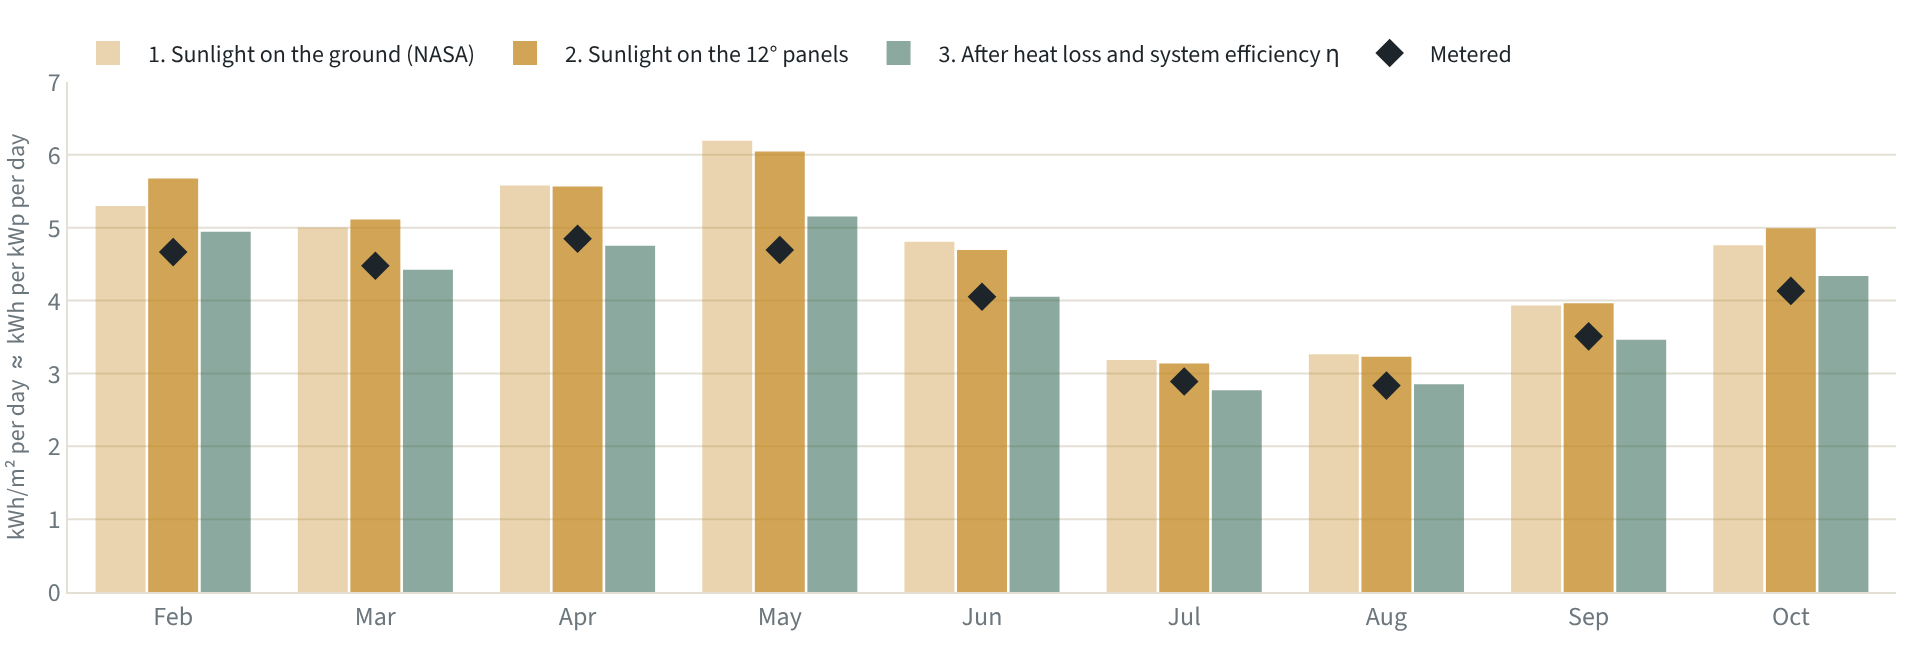 1. Sunlight on the ground (NASA)
2. Sunlight on the 12° panels
3. After heat loss and system efficiency η
Metered
kWh/m² per day ≈ kWh per kWp per day
7
6
5
4
3
2
1
0
Feb
Mar
Apr
May
Jun
Jul
Aug
Sep
Oct